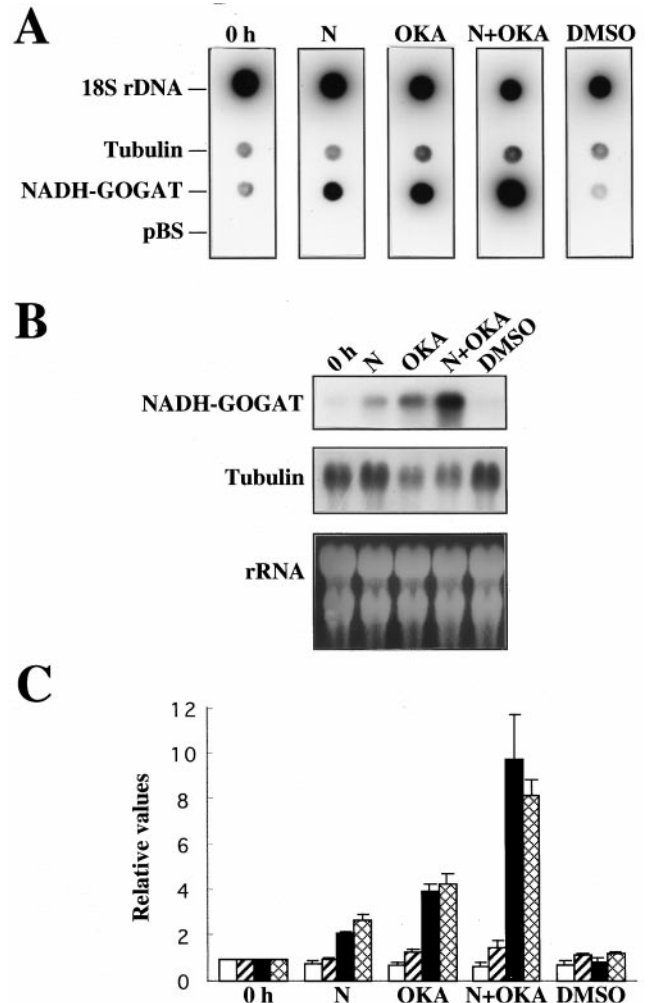 A
0 h N OKA N+OKA DMSO
18S rDNA
Tubulin
NADH-GOGAT
pBS
B
0 h N OKA N+OKA DMSO
NADH-GOGAT
Tubulin
rRNA
C
12
10
8
6
4
2
0
Relative values
0 h N OKA N+OKA DMSO